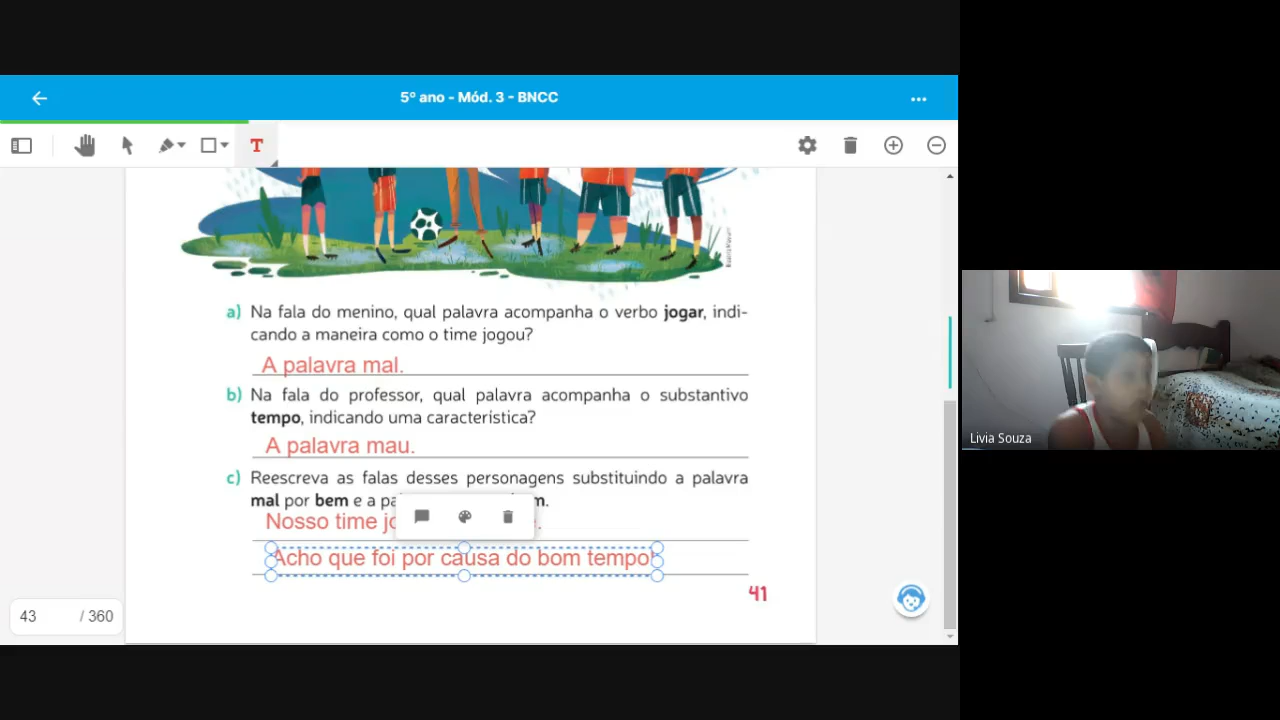 5º ano - Mód. 3 - BNCC
T
a) Na fala do menino, qual palavra acompanha o verbo jogar, indi-
cando a maneira como o time jogou?
A palavra mal.
b) Na fala do professor, qual palavra acompanha o substantivo
tempo, indicando uma característica?
A palavra mau.
c) Reescreva as falas desses personagens substituindo a palavra
mal por bem e a
Nosso time
Acho que foi por causa do bom tempo!
41
43 / 360
Livia Souza